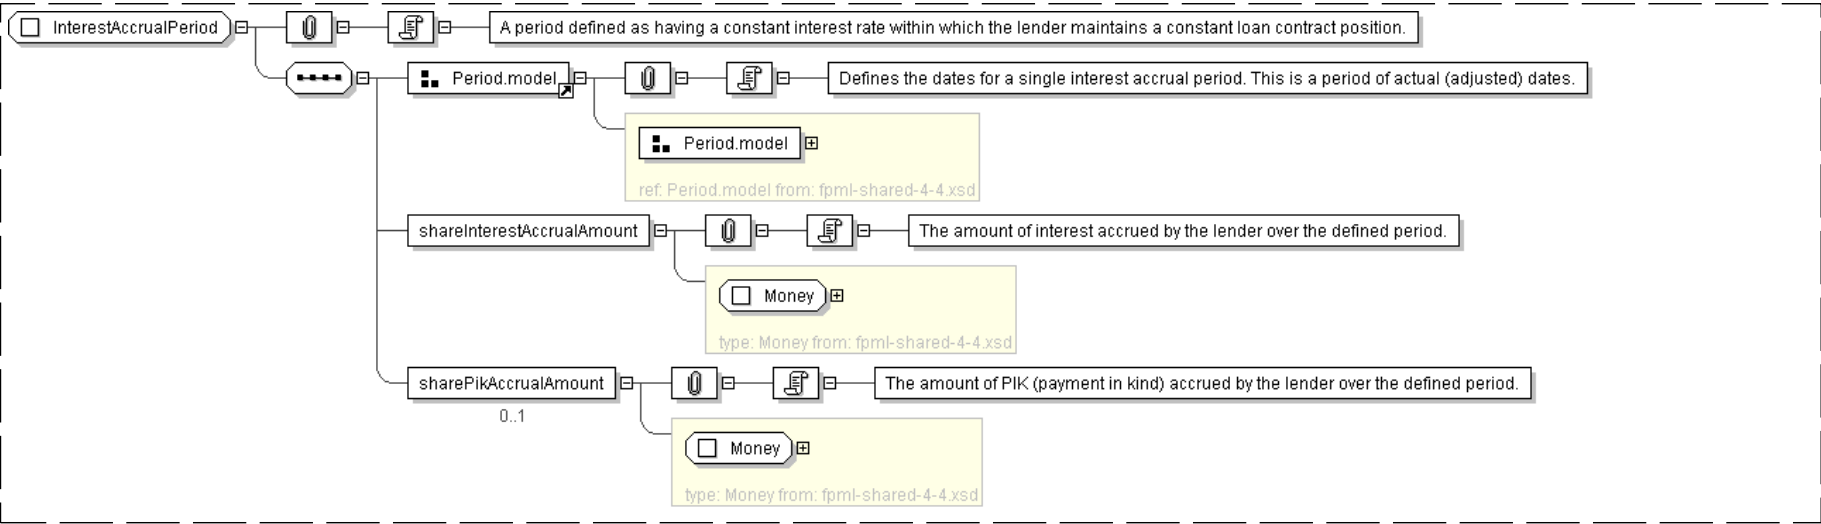 InterestAccrualPeriod
A period defined as having a constant interest rate within which the lender maintains a constant loan contract position.
Period.model
Defines the dates for a single interest accrual period. This is a period of actual (adjusted) dates.
Period.model
ref: Period.model from: fpml-shared-4-4.xsd
shareInterestAccrualAmount
The amount of interest accrued by the lender over the defined period.
Money
type: Money from: fpml-shared-4-4.xsd
sharePikAccrualAmount
The amount of PIK (payment in kind) accrued by the lender over the defined period.
0..1
Money
type: Money from: fpml-shared-4-4.xsd